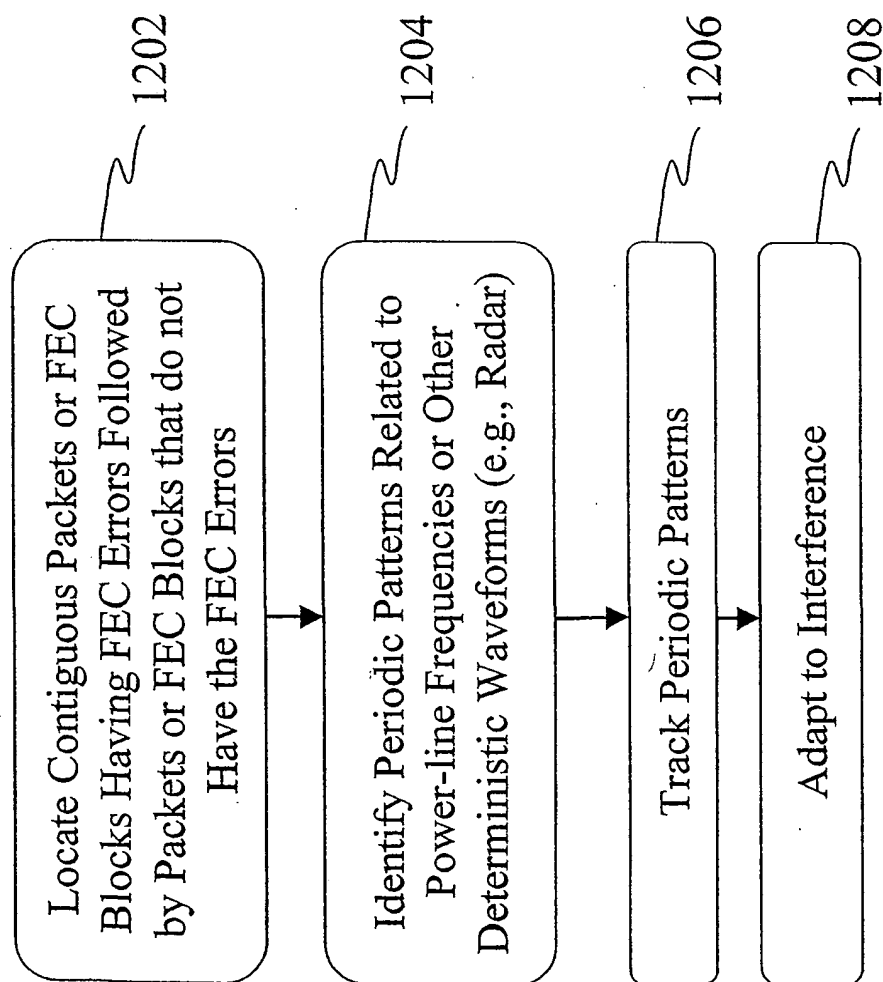 Locate Contiguous Packets or FEC
Blocks Having FEC Errors Followed
by Packets or FEC Blocks that do not
Have the FEC Errors
1202
Identify Periodic Patterns Related to
Power-line Frequencies or Other
Deterministic Waveforms (e.g., Radar)
1204
Track Periodic Patterns
1206
Adapt to Interference
1208